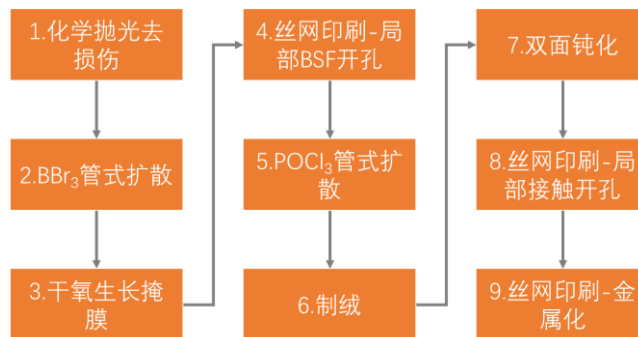 1.化学抛光去
损伤
2.BBr₃管式扩散
3.干氧生长掩
膜
4.丝网印刷-局
部BSF开孔
5.POCl₃管式扩
散
6.制绒
7.双面钝化
8.丝网印刷-局
部接触开孔
9.丝网印刷-金
属化